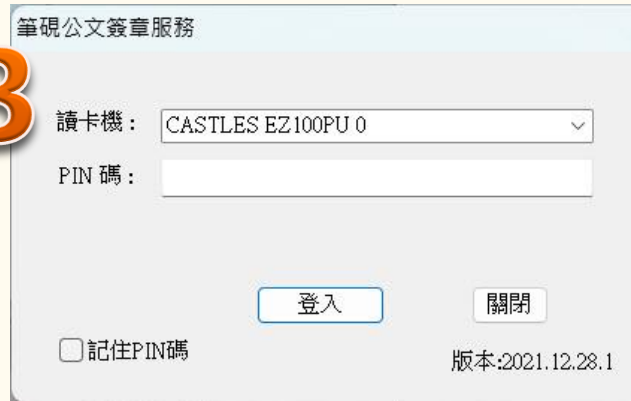 筆硯公文簽章服務
3
讀卡機： CASTLES EZ100PU 0
PIN 碼：
登入 關閉
記住PIN碼
版本:2021.12.28.1